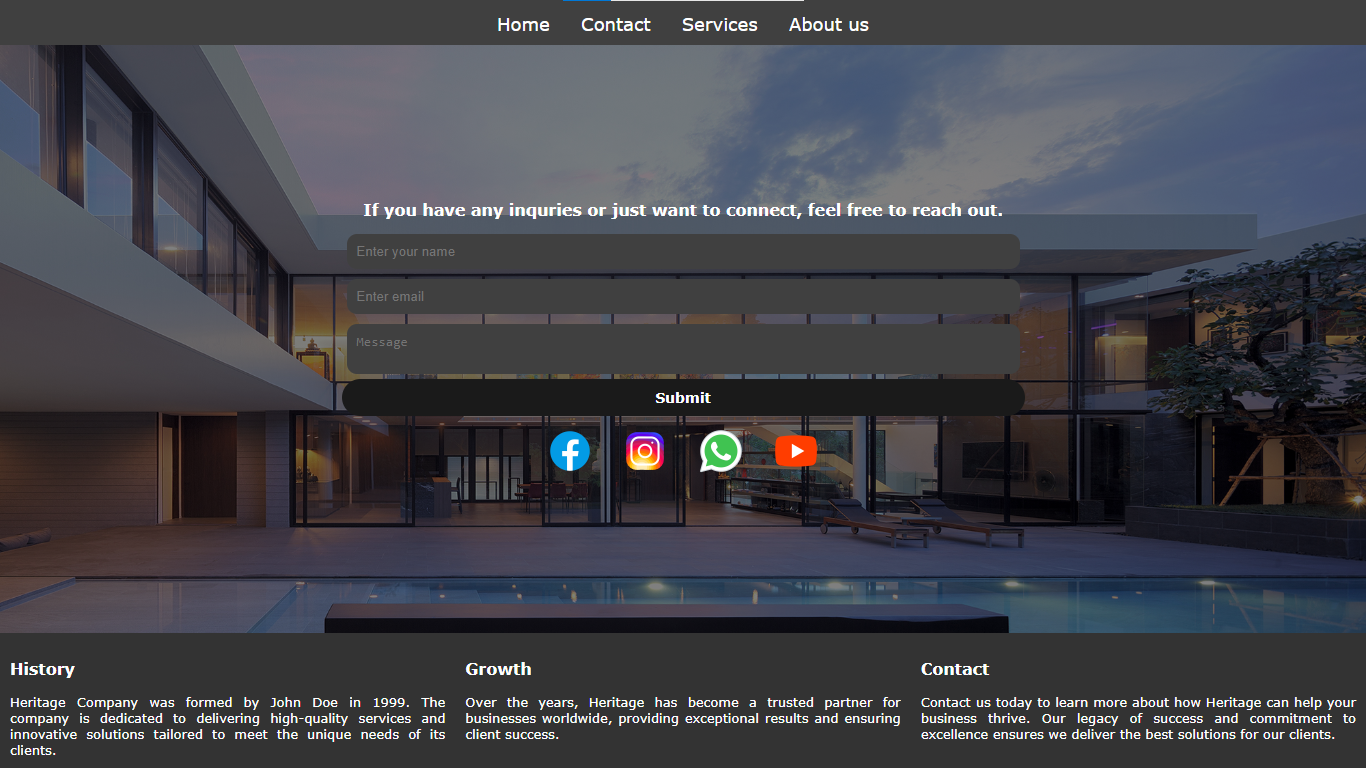 Home Contact Services About us
If you have any inquries or just want to connect, feel free to reach out.
Enter your name
Enter email
Message
Submit
History
Heritage Company was formed by John Doe in 1999. The
company is dedicated to delivering high-quality services and
innovative solutions tailored to meet the unique needs of its
clients.
Growth
Over the years, Heritage has become a trusted partner for
businesses worldwide, providing exceptional results and ensuring
client success.
Contact
Contact us today to learn more about how Heritage can help your
business thrive. Our legacy of success and commitment to
excellence ensures we deliver the best solutions for our clients.